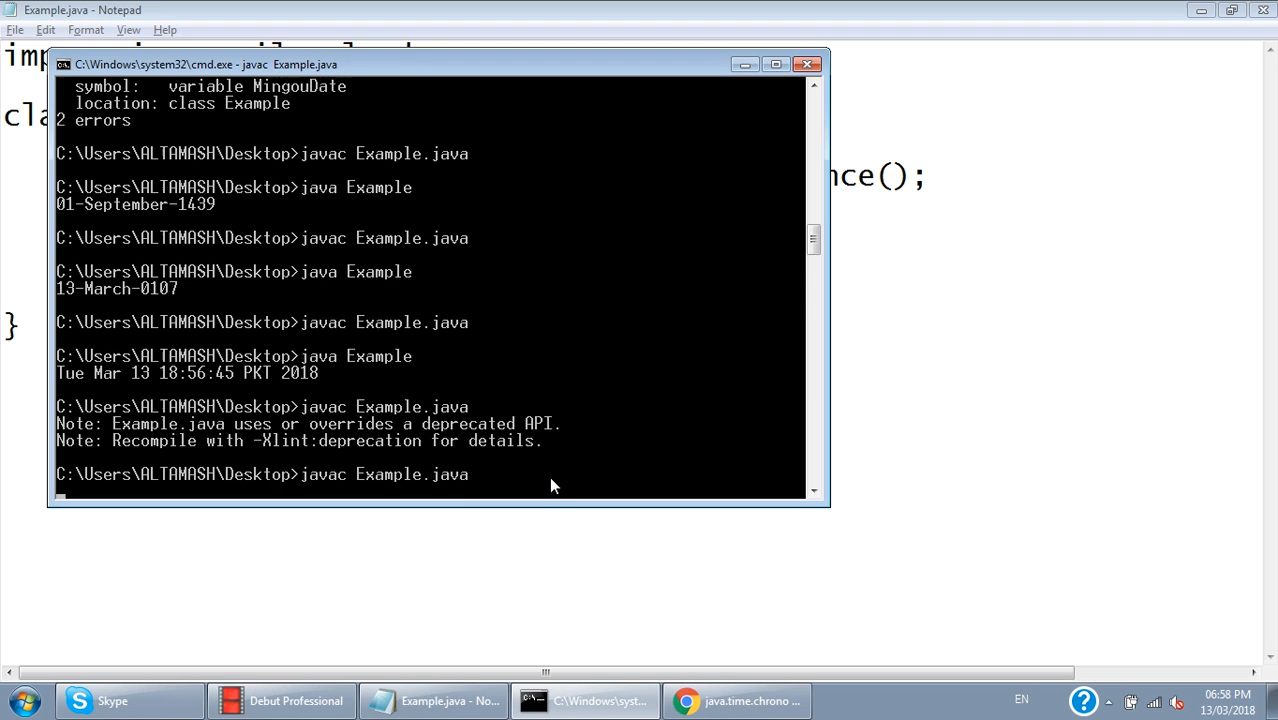 Example.java - Notepad
File Edit Format View Help
C:\Windows\system32\cmd.exe - javac  Example.java
symbol:   variable MingouDate
location: class Example
2 errors
C:\Users\ALTAMASH\Desktop>javac Example.java
C:\Users\ALTAMASH\Desktop>java Example
01-September-1439
C:\Users\ALTAMASH\Desktop>javac Example.java
C:\Users\ALTAMASH\Desktop>java Example
13-March-0107
C:\Users\ALTAMASH\Desktop>javac Example.java
C:\Users\ALTAMASH\Desktop>java Example
Tue Mar 13 18:56:45 PKT 2018
C:\Users\ALTAMASH\Desktop>javac Example.java
Note: Example.java uses or overrides a deprecated API.
Note: Recompile with -Xlint:deprecation for details.
C:\Users\ALTAMASH\Desktop>javac Example.java
cla
nce();
}
Skype
Debut Professional
Example.java - No...
C:\Windows\syst...
java.time.chrono ...
EN
06:58 PM
13/03/2018